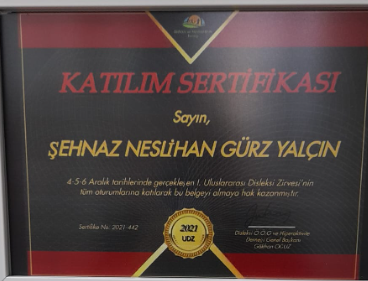 KATILIM SERTİFİKASI
Sayın,
ŞEHNAZ NESLİHAN GÜRZ YALÇIN
4-5-6 Aralık tarihlerinde gerçekleşen I. Uluslararası Disleksi Zirvesi'nin
tüm oturumlarına katılarak bu belgeyi almaya hak kazanmıştır.
Sertifika No: 2021-442
2021
UDZ
Disleksi Ö.Ö.G ve Hiperaktivite
Derneği Genel Başkanı
Gökhan